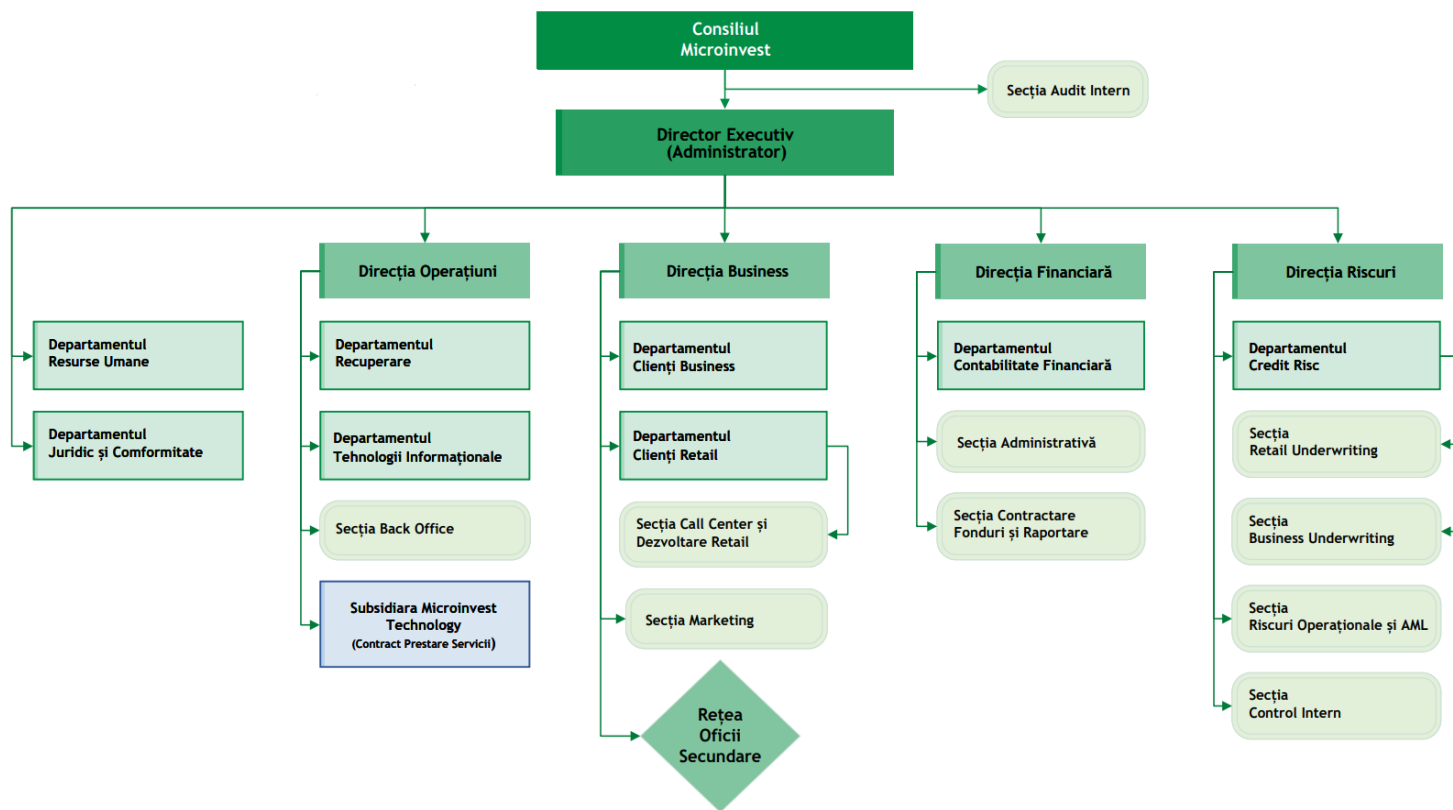 Consiliul
Microinvest
Secția Audit Intern
Director Executiv
(Administrator)
Direcția Operațiuni
Direcția Business
Direcția Financiară
Direcția Riscuri
Departamentul
Resurse Umane
Departamentul
Recuperare
Departamentul
Clienți Business
Departamentul
Contabilitate Financiară
Departamentul
Credit Risc
Departamentul
Juridic și Comformitate
Departamentul
Tehnologii Informaționale
Departamentul
Clienți Retail
Secția Administrativă
Secția
Retail Underwriting
Secția Back Office
Secția Call Center și
Dezvoltare Retail
Secția Contractare
Fonduri și Raportare
Secția
Business Underwriting
Subsidiara Microinvest
Technology
(Contract Prestare Servicii)
Secția Marketing
Secția
Riscuri Operaționale și AML
Rețea
Oficii
Secundare
Secția
Control Intern